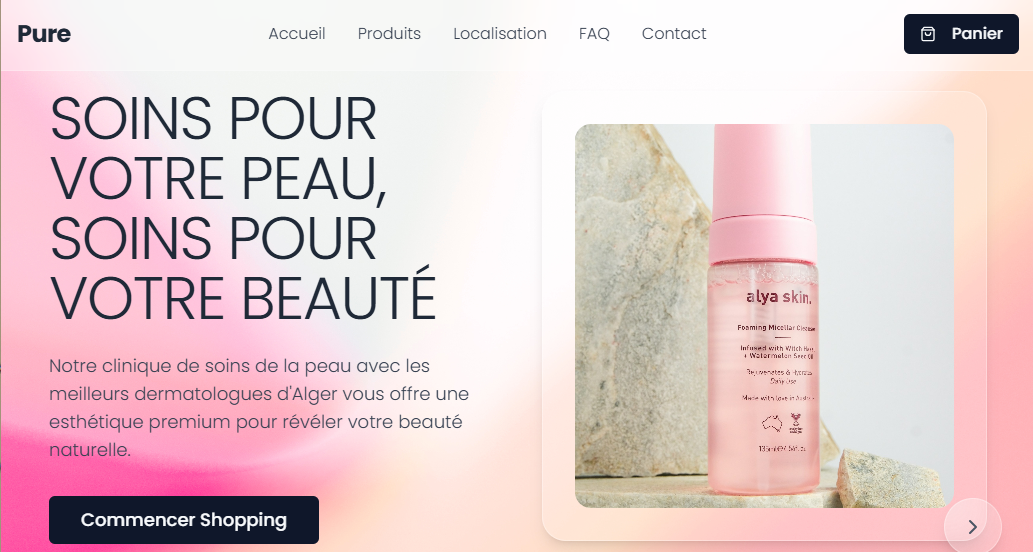 Pure
Accueil
Produits
Localisation
FAQ
Contact
Panier
SOINS POUR
VOTRE PEAU,
SOINS POUR
VOTRE BEAUTÉ
Notre clinique de soins de la peau avec les
meilleurs dermatologues d'Alger vous offre une
esthétique premium pour révéler votre beauté
naturelle.
Commencer Shopping
alya skin.
Foaming Micellar Cleanser
Infused with Witch
+ Watermelon Seed Oil
Rejuvenates & Hydrates
Daily Use
Made with Love in